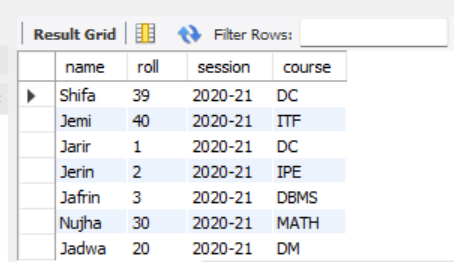 Result Grid Filter Rows:
name roll session course
Shifa 39 2020-21 DC
Jemi 40 2020-21 ITF
Jarir 1 2020-21 DC
Jerin 2 2020-21 IPE
Jafrin 3 2020-21 DBMS
Nujha 30 2020-21 MATH
Jadwa 20 2020-21 DM